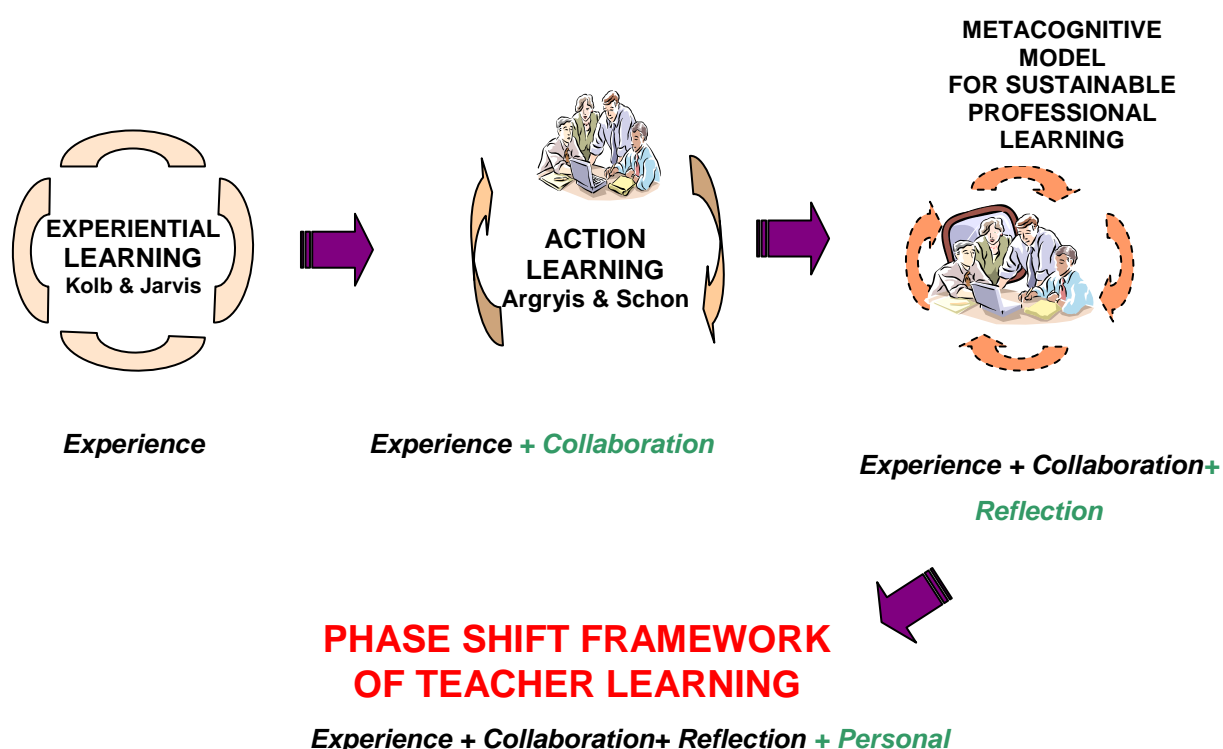 EXPERIENTIAL
LEARNING
Kolb & Jarvis
Experience
ACTION
LEARNING
Argryis & Schon
Experience + Collaboration
METACOGNITIVE
MODEL
FOR SUSTAINABLE
PROFESSIONAL
LEARNING
Experience + Collaboration+
Reflection
PHASE SHIFT FRAMEWORK
OF TEACHER LEARNING
Experience + Collaboration+ Reflection + Personal